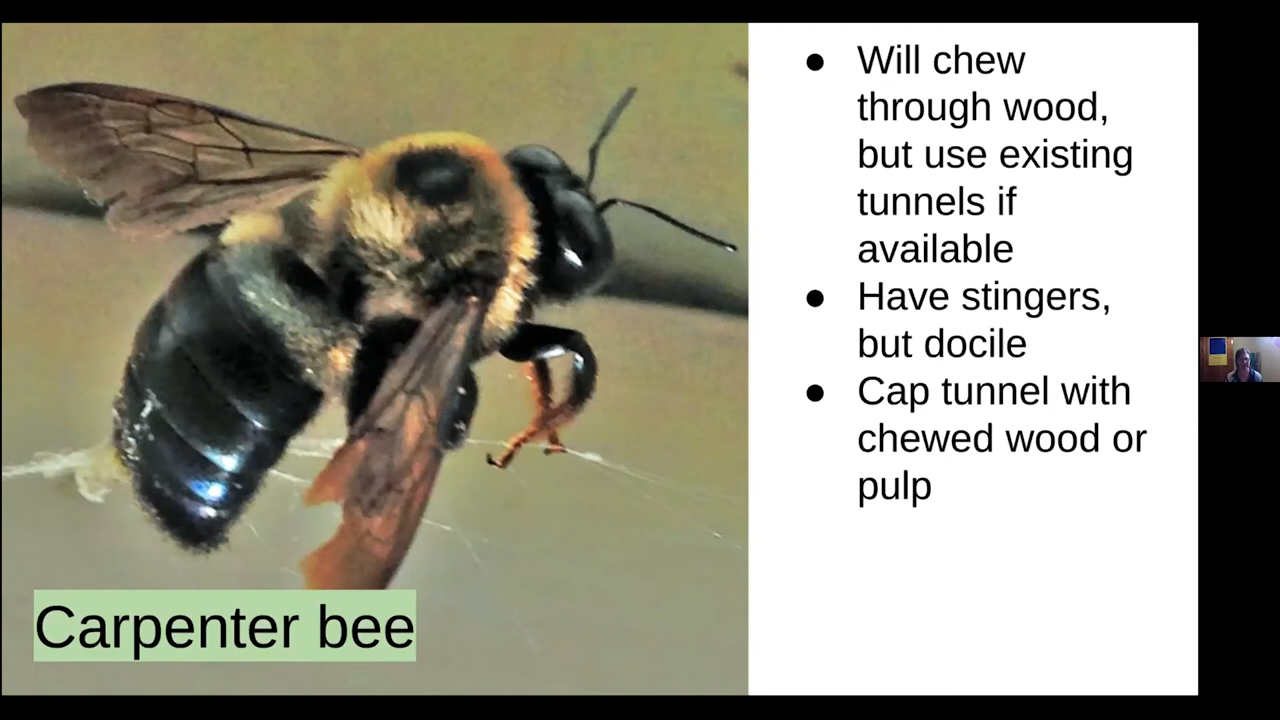 ● Will chew
through wood,
but use existing
tunnels if
available
● Have stingers,
but docile
● Cap tunnel with
chewed wood or
pulp
Carpenter bee